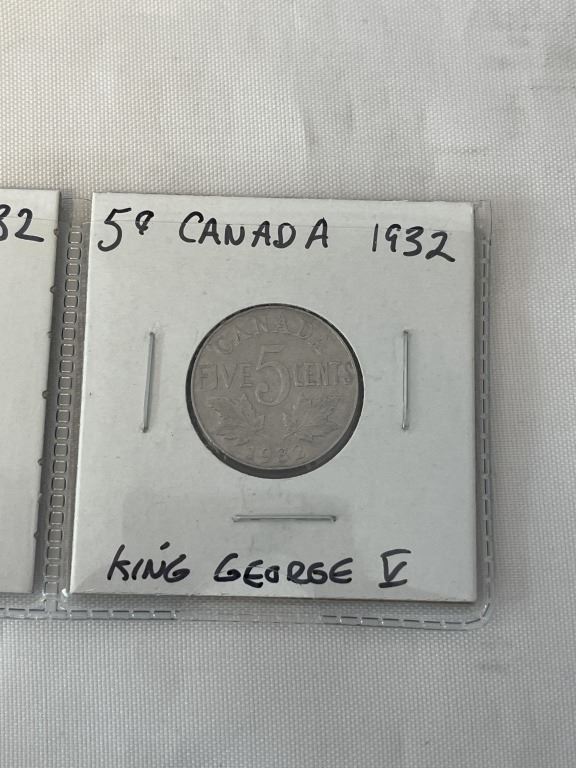 32
5¢ CANADA 1932
CANADA
FIVE 5 CENTS
1932
KING GEORGE V